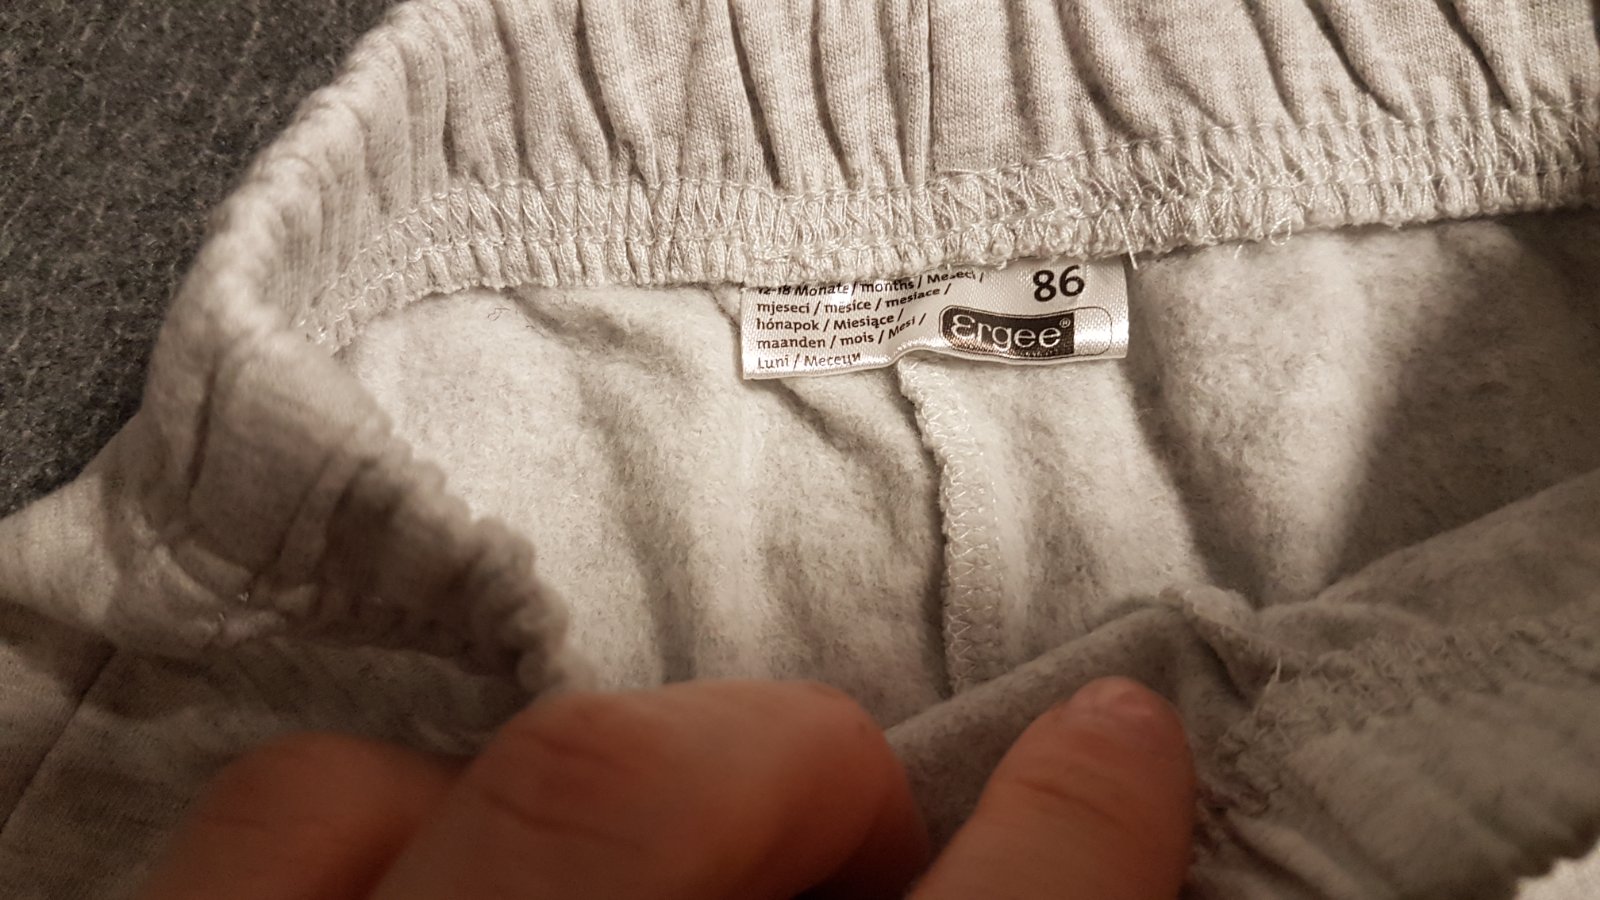 12-18 Monate / months / Meseci /
mjeseci / měsíce / mesiace /
hónapok / Miesiące /
maanden / mois / Mesi /
Luni / Месеци
86
Ergee®